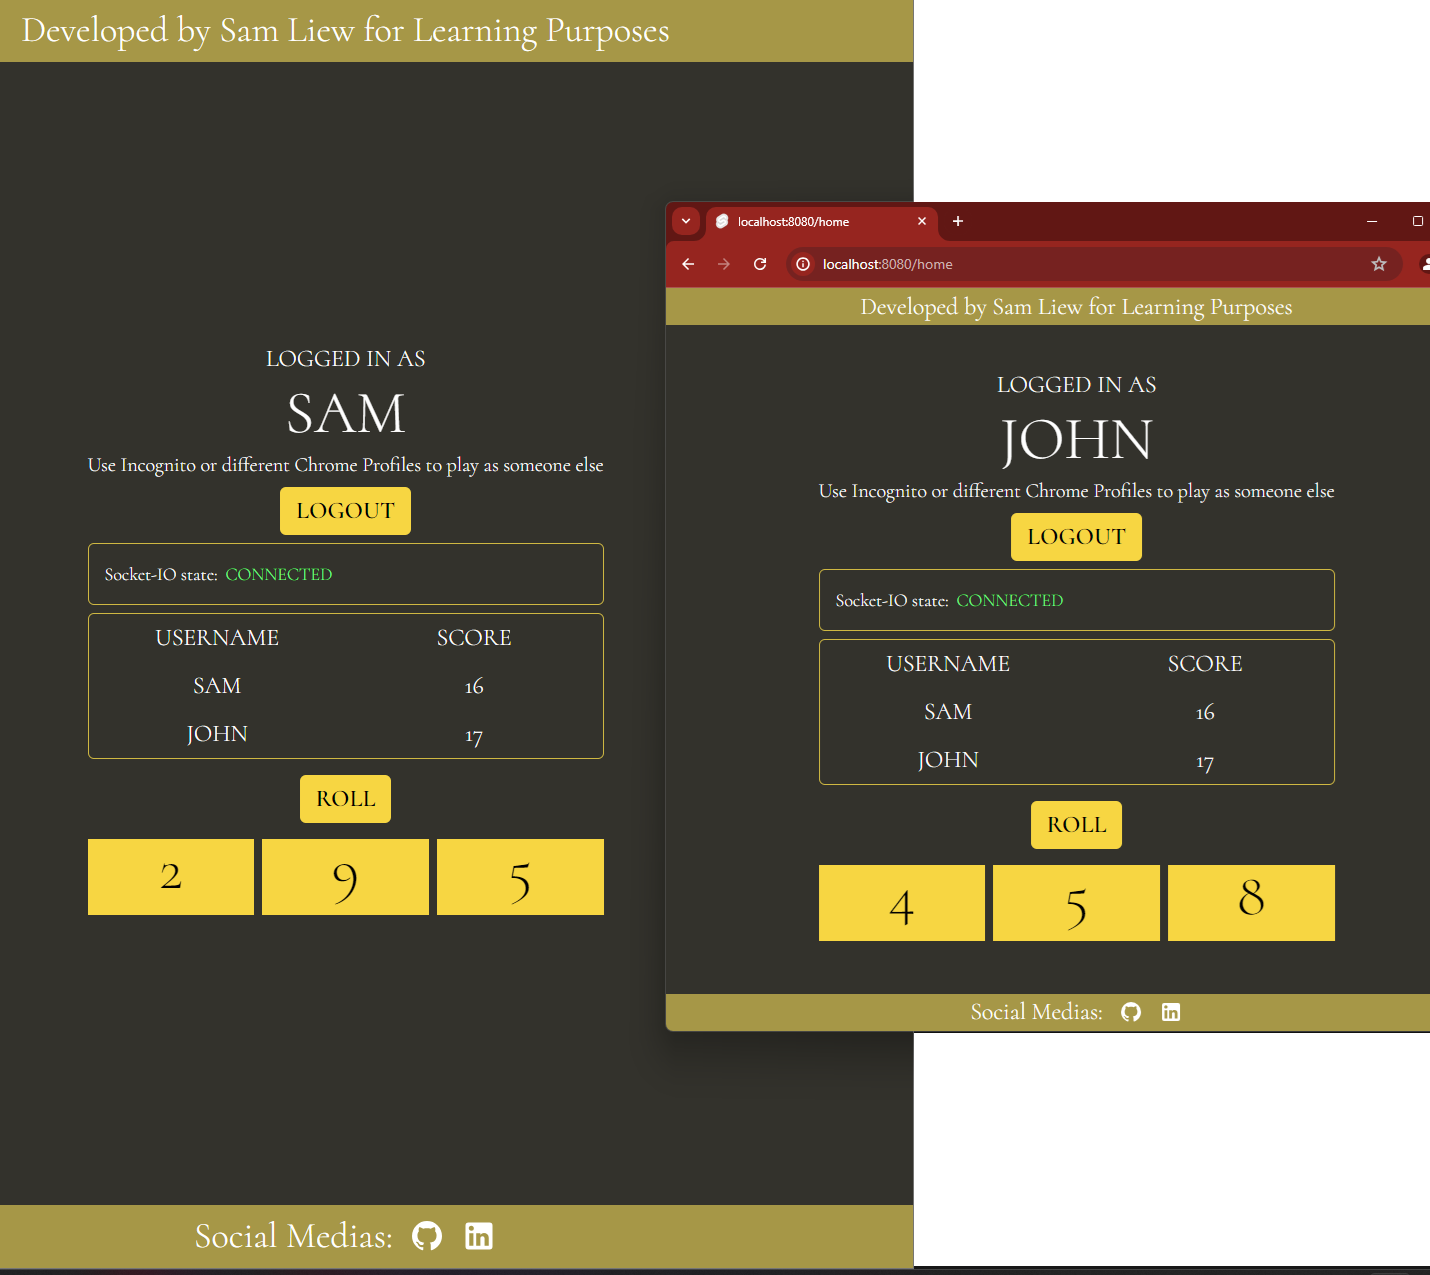 Developed by Sam Liew for Learning Purposes
LOGGED IN AS
SAM
Use Incognito or different Chrome Profiles to play as someone else
LOGOUT
Socket-IO state: CONNECTED
USERNAME SCORE
SAM 16
JOHN 17
ROLL
2 9 5
Social Medias:
localhost:8080/home
localhost:8080/home
Developed by Sam Liew for Learning Purposes
LOGGED IN AS
JOHN
Use Incognito or different Chrome Profiles to play as someone else
LOGOUT
Socket-IO state: CONNECTED
USERNAME SCORE
SAM 16
JOHN 17
ROLL
4 5 8
Social Medias: